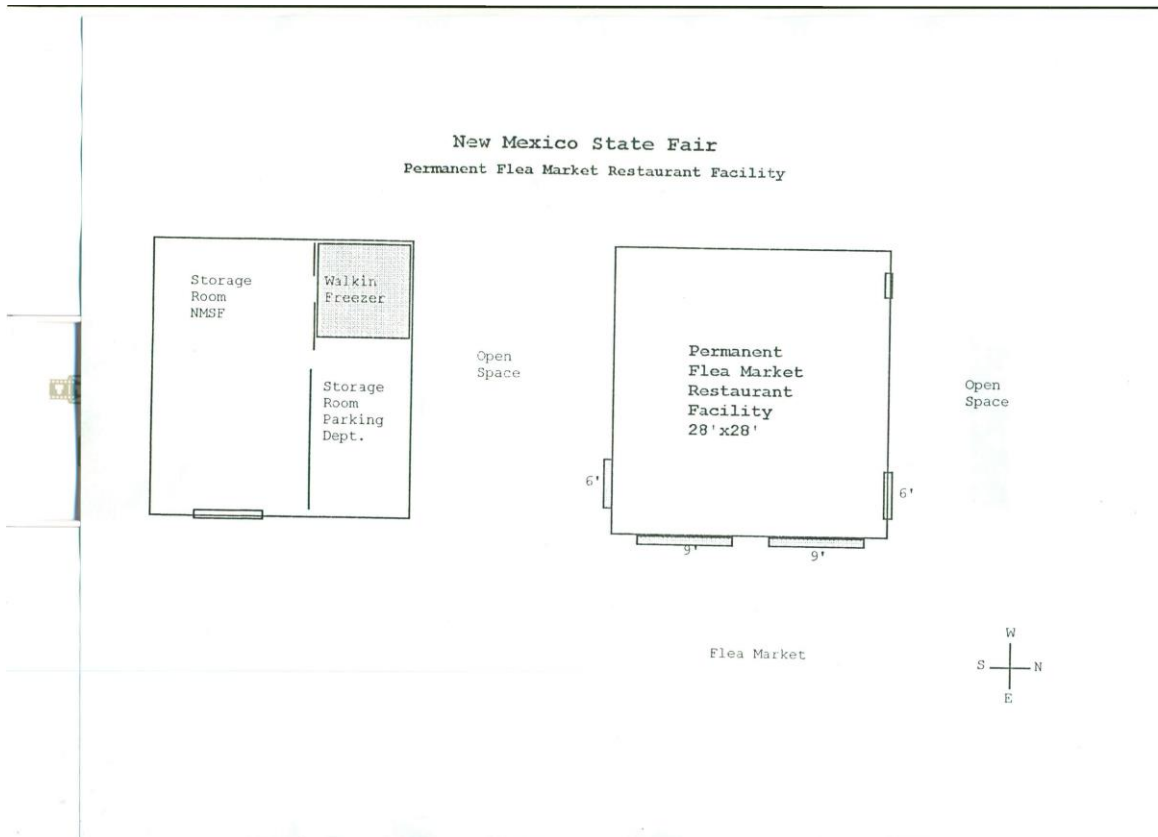 New Mexico State Fair
Permanent Flea Market Restaurant Facility
Storage
Room
NMSF
Walkin
Freezer
Storage
Room
Parking
Dept.
Open
Space
Permanent
Flea Market
Restaurant
Facility
28'x28'
Open
Space
6'
6'
9'
9'
Flea Market
W
S
N
E